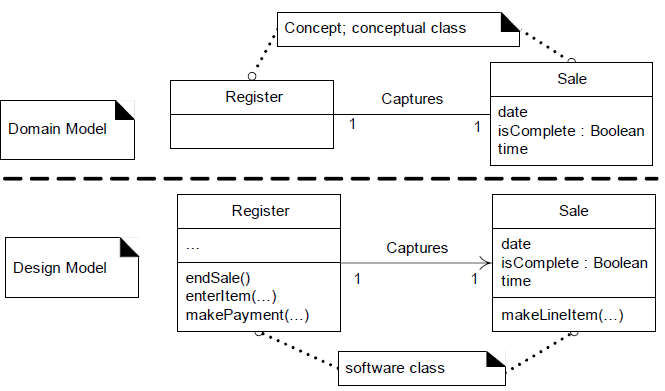 Concept; conceptual class
Register
Sale
Captures
1
1
date
isComplete : Boolean
time
Domain Model
Register
Sale
...
Captures
1
1
date
isComplete : Boolean
time
Design Model
endSale()
enterItem(...)
makePayment(...)
makeLineItem(...)
software class